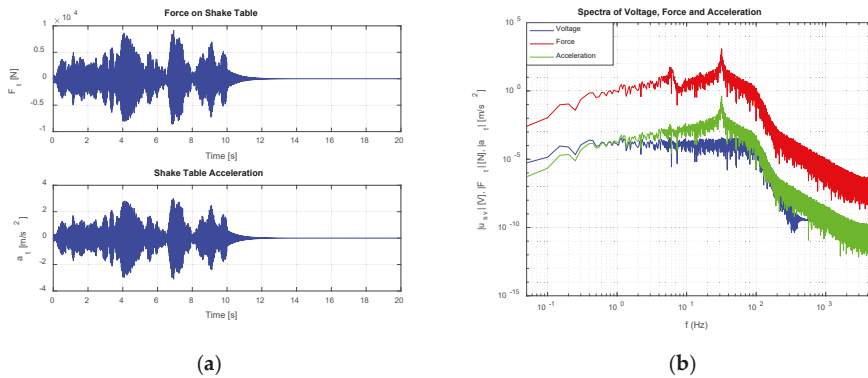 Force on Shake Table
× 10^4
1
0.5
0
-0.5
-1
F_t [N]
0 2 4 6 8 10 12 14 16 18 20
Time [s]
Shake Table Acceleration
4
2
0
-2
-4
a_t [m/s^2]
0 2 4 6 8 10 12 14 16 18 20
Time [s]
(a)
Spectra of Voltage, Force and Acceleration
Voltage
Force
Acceleration
10^5
10^0
10^-5
10^-10
10^-15
|u_sv| [V], |F_t| [N], |a_t| [m/s^2]
10^-1 10^0 10^1 10^2 10^3
f (Hz)
(b)